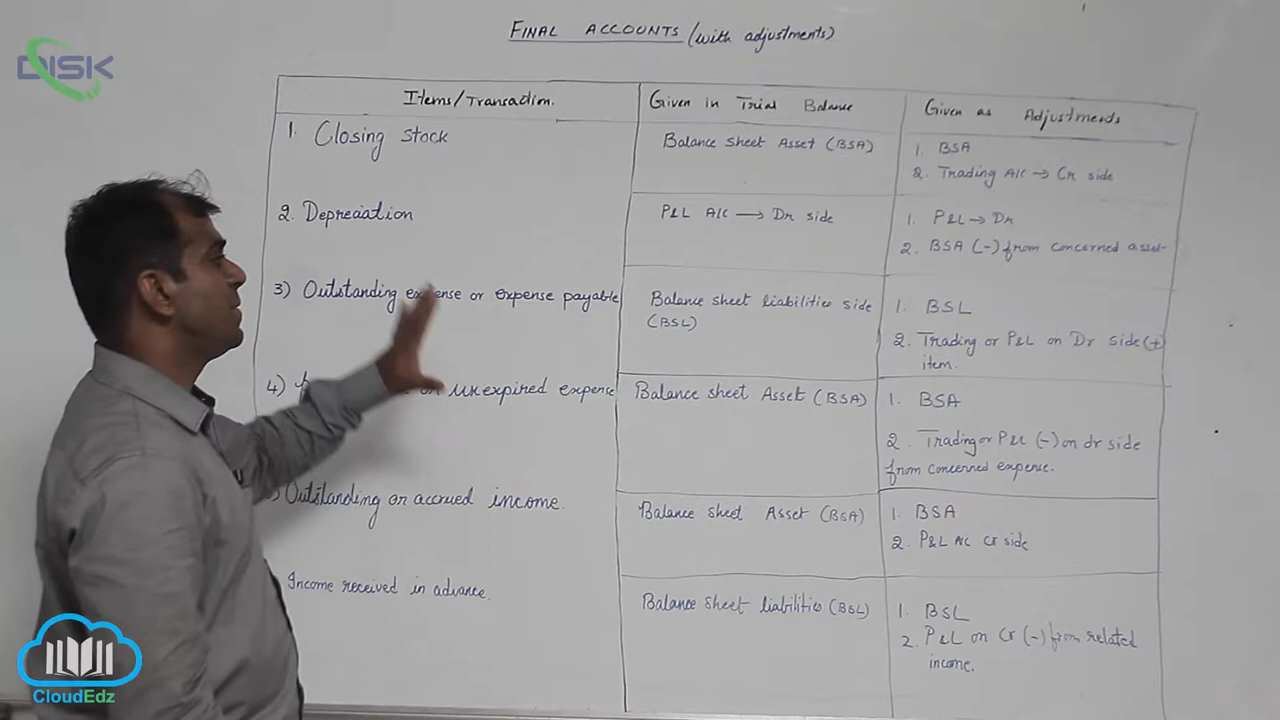 DISK
FINAL ACCOUNTS (with adjustments)
Items/Transaction.
Given in Trial Balance
Given as Adjustments
1. Closing stock
Balance sheet Asset (BSA)
1. BSA
2. Trading A/C → Cr side
2. Depreciation
P&L A/C → Dr side
1. P&L → Dr
2. BSA (-) from concerned asset
3) Outstanding expense or expense payable
Balance sheet liabilities side
(BSL)
1. BSL
2. Trading or P&L on Dr side (+)
item.
4) unexpired expense
Balance sheet Asset (BSA)
1. BSA
2. Trading or P&L (-) on dr side
from concerned expense.
Outstanding or accrued income.
Balance sheet Asset (BSA)
1. BSA
2. P&L A/C Cr side
Income received in advance.
Balance sheet liabilities (BSL)
1. BSL
2. P&L on Cr (-) from related
income.
CloudEdz